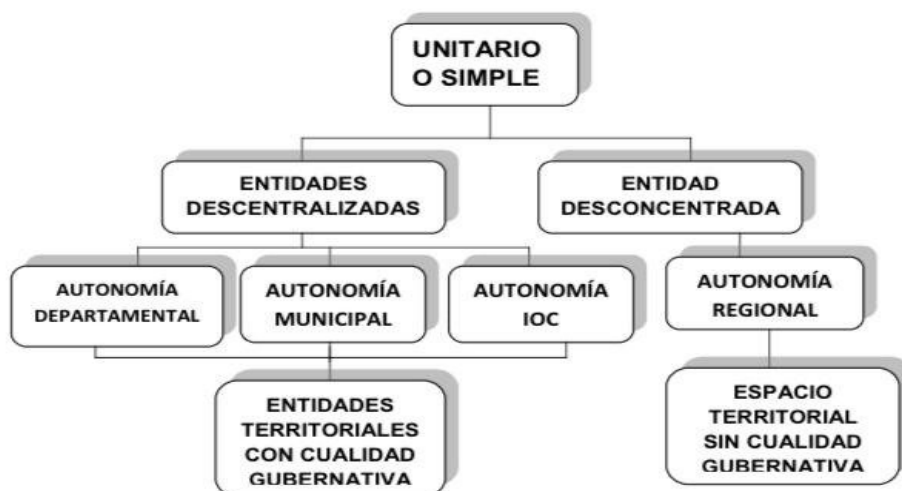 UNITARIO
O SIMPLE
ENTIDADES
DESCENTRALIZADAS
ENTIDAD
DESCONCENTRADA
AUTONOMÍA
DEPARTAMENTAL
AUTONOMÍA
MUNICIPAL
AUTONOMÍA
IOC
AUTONOMÍA
REGIONAL
ENTIDADES
TERRITORIALES
CON CUALIDAD
GUBERNATIVA
ESPACIO
TERRITORIAL
SIN CUALIDAD
GUBERNATIVA